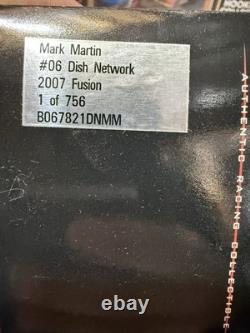 Mark Martin
#06 Dish Network
2007 Fusion
1 of 756
B067821DNMM
AUTHENTIC RACING COLLECTIBLE